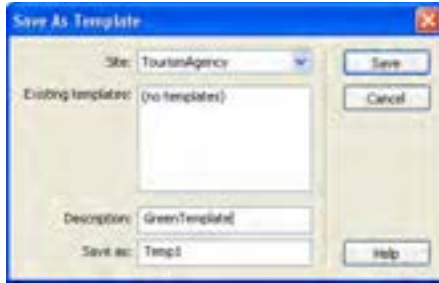 Save As Template
Site: TourismAgency
Save
Existing templates: (no templates)
Cancel
Description: GreenTemplate
Save as: Temp1
Help